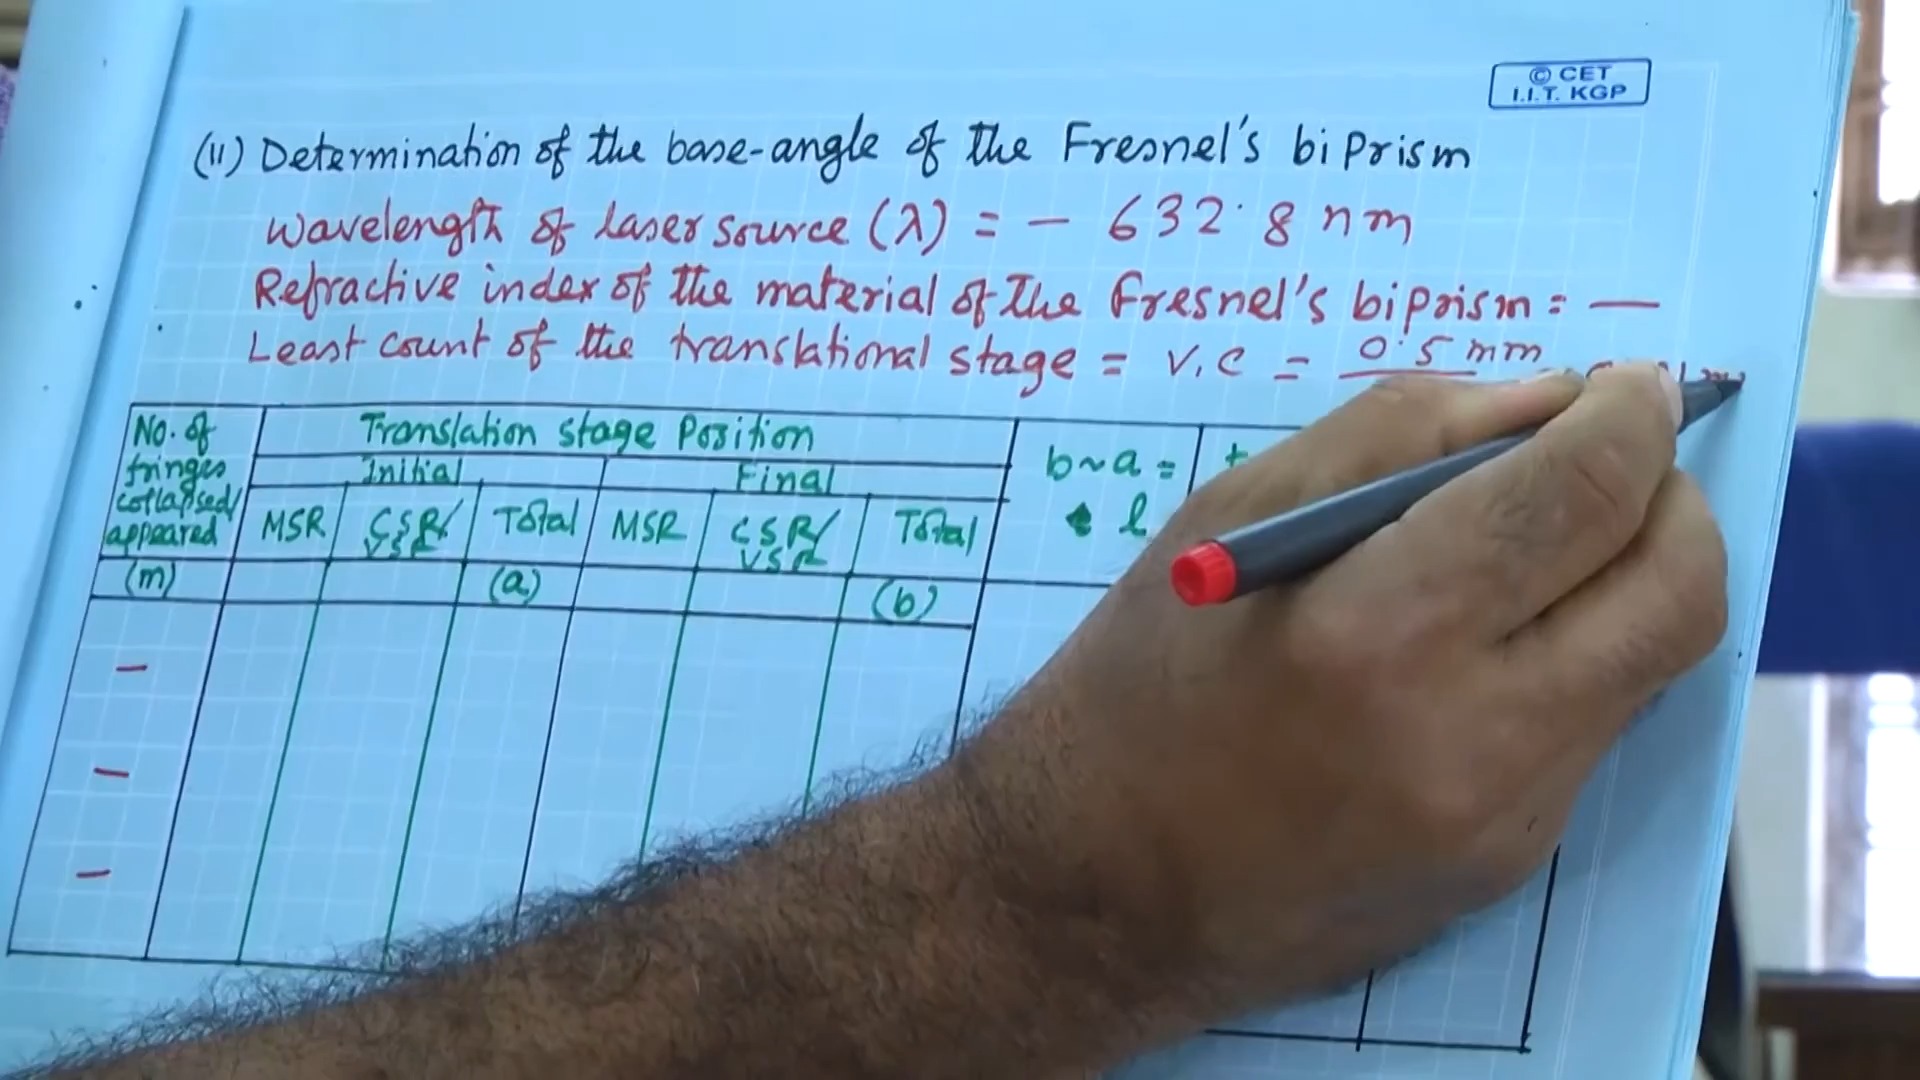 © CET
I.I.T. KGP
(II) Determination of the base-angle of the Fresnel's biprism
Wavelength of laser source (λ) = - 632.8 nm
Refractive index of the material of the Fresnel's biprism = —
Least count of the translational stage = V.C = 0.5 mm
No. of fringes collapsed/ appeared
Translation stage Position
b~a =
l
Initial
Final
MSR
CSR/ VSR
Total
MSR
CSR/ VSR
Total
(m)
(a)
(b)
—
—
—